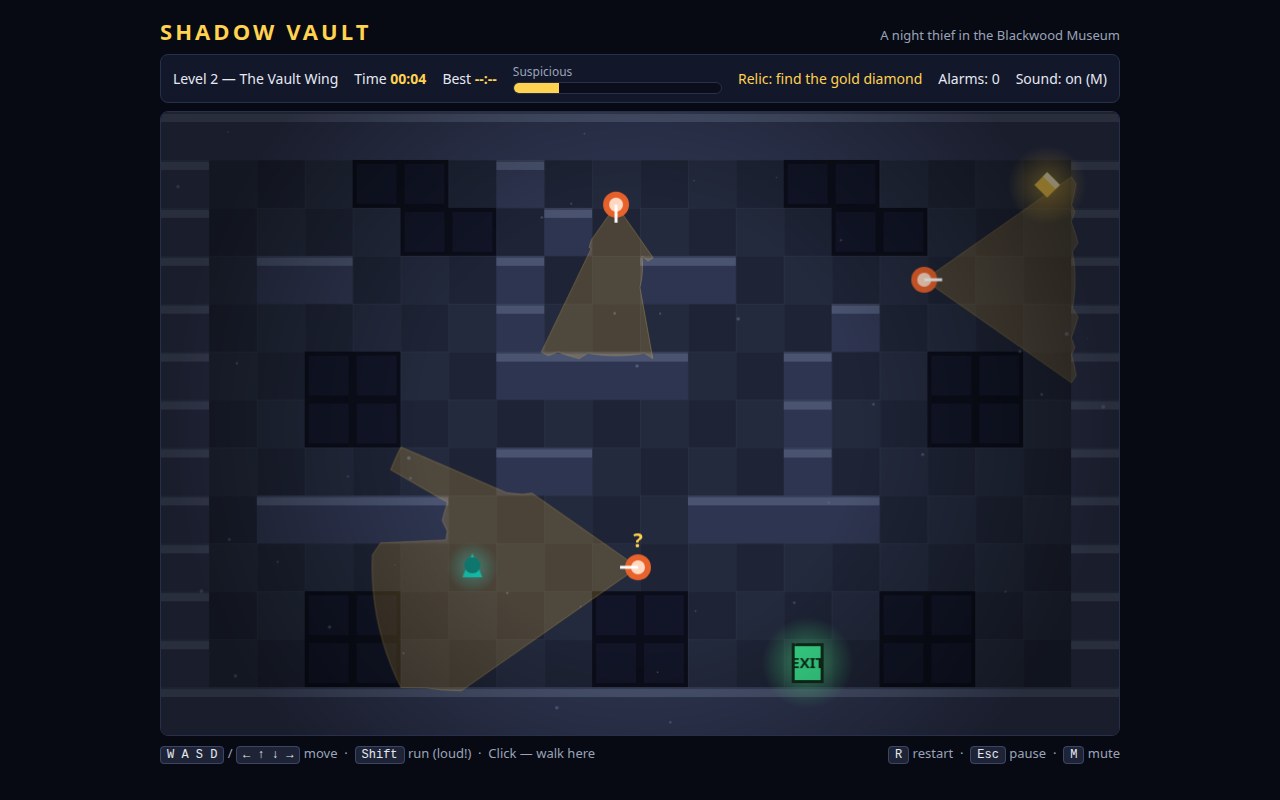 SHADOW VAULT
A night thief in the Blackwood Museum
Level 2 — The Vault Wing Time 00:04 Best --:-- Suspicious Relic: find the gold diamond Alarms: 0 Sound: on (M)
?
EXIT
W A S D / ← ↑ ↓ → move · Shift run (loud!) · Click — walk here
R restart · Esc pause · M mute